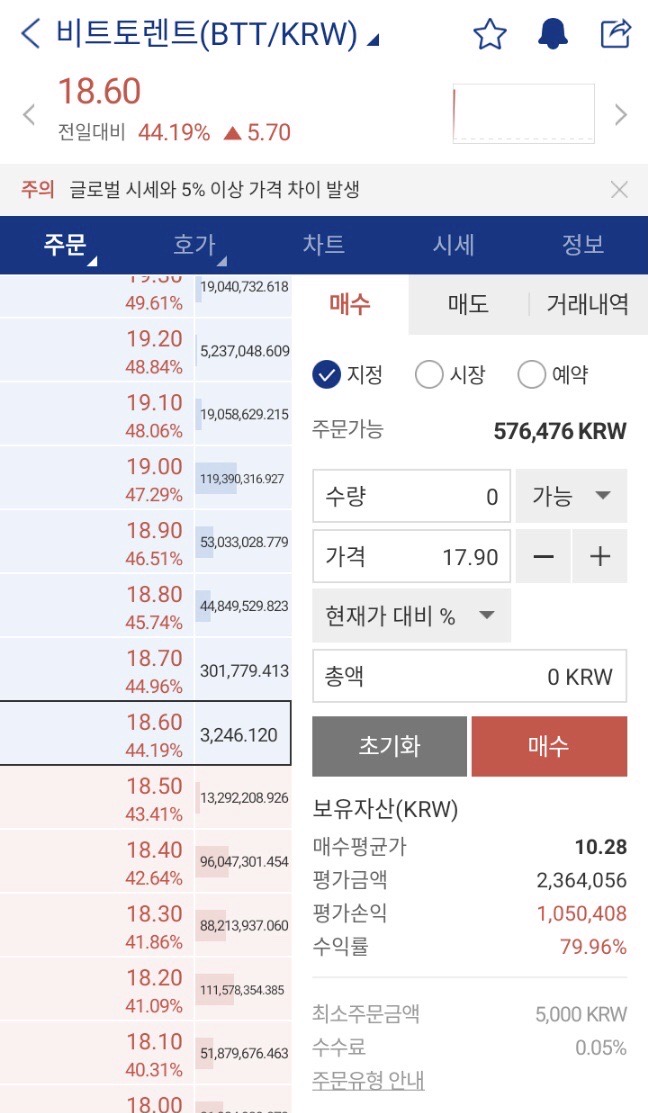 비트토렌트(BTT/KRW)
18.60
전일대비 44.19% ▲ 5.70
주의 글로벌 시세와 5% 이상 가격 차이 발생
주문 호가 차트 시세 정보
19.30 19,040,732.618
49.61%
19.20 5,237,048.609
48.84%
19.10 19,058,629.215
48.06%
19.00 119,390,316.927
47.29%
18.90 53,033,028.779
46.51%
18.80 44,849,529.823
45.74%
18.70 301,779.413
44.96%
18.60 3,246.120
44.19%
18.50 13,292,208.926
43.41%
18.40 96,047,301.454
42.64%
18.30 88,213,937.060
41.86%
18.20 111,578,354.385
41.09%
18.10 51,879,676.463
40.31%
18.00
매수 매도 거래내역
지정 시장 예약
주문가능 576,476 KRW
수량 0 가능
가격 17.90 − +
현재가 대비 %
총액 0 KRW
초기화 매수
보유자산(KRW)
매수평균가 10.28
평가금액 2,364,056
평가손익 1,050,408
수익률 79.96%
최소주문금액 5,000 KRW
수수료 0.05%
주문유형 안내